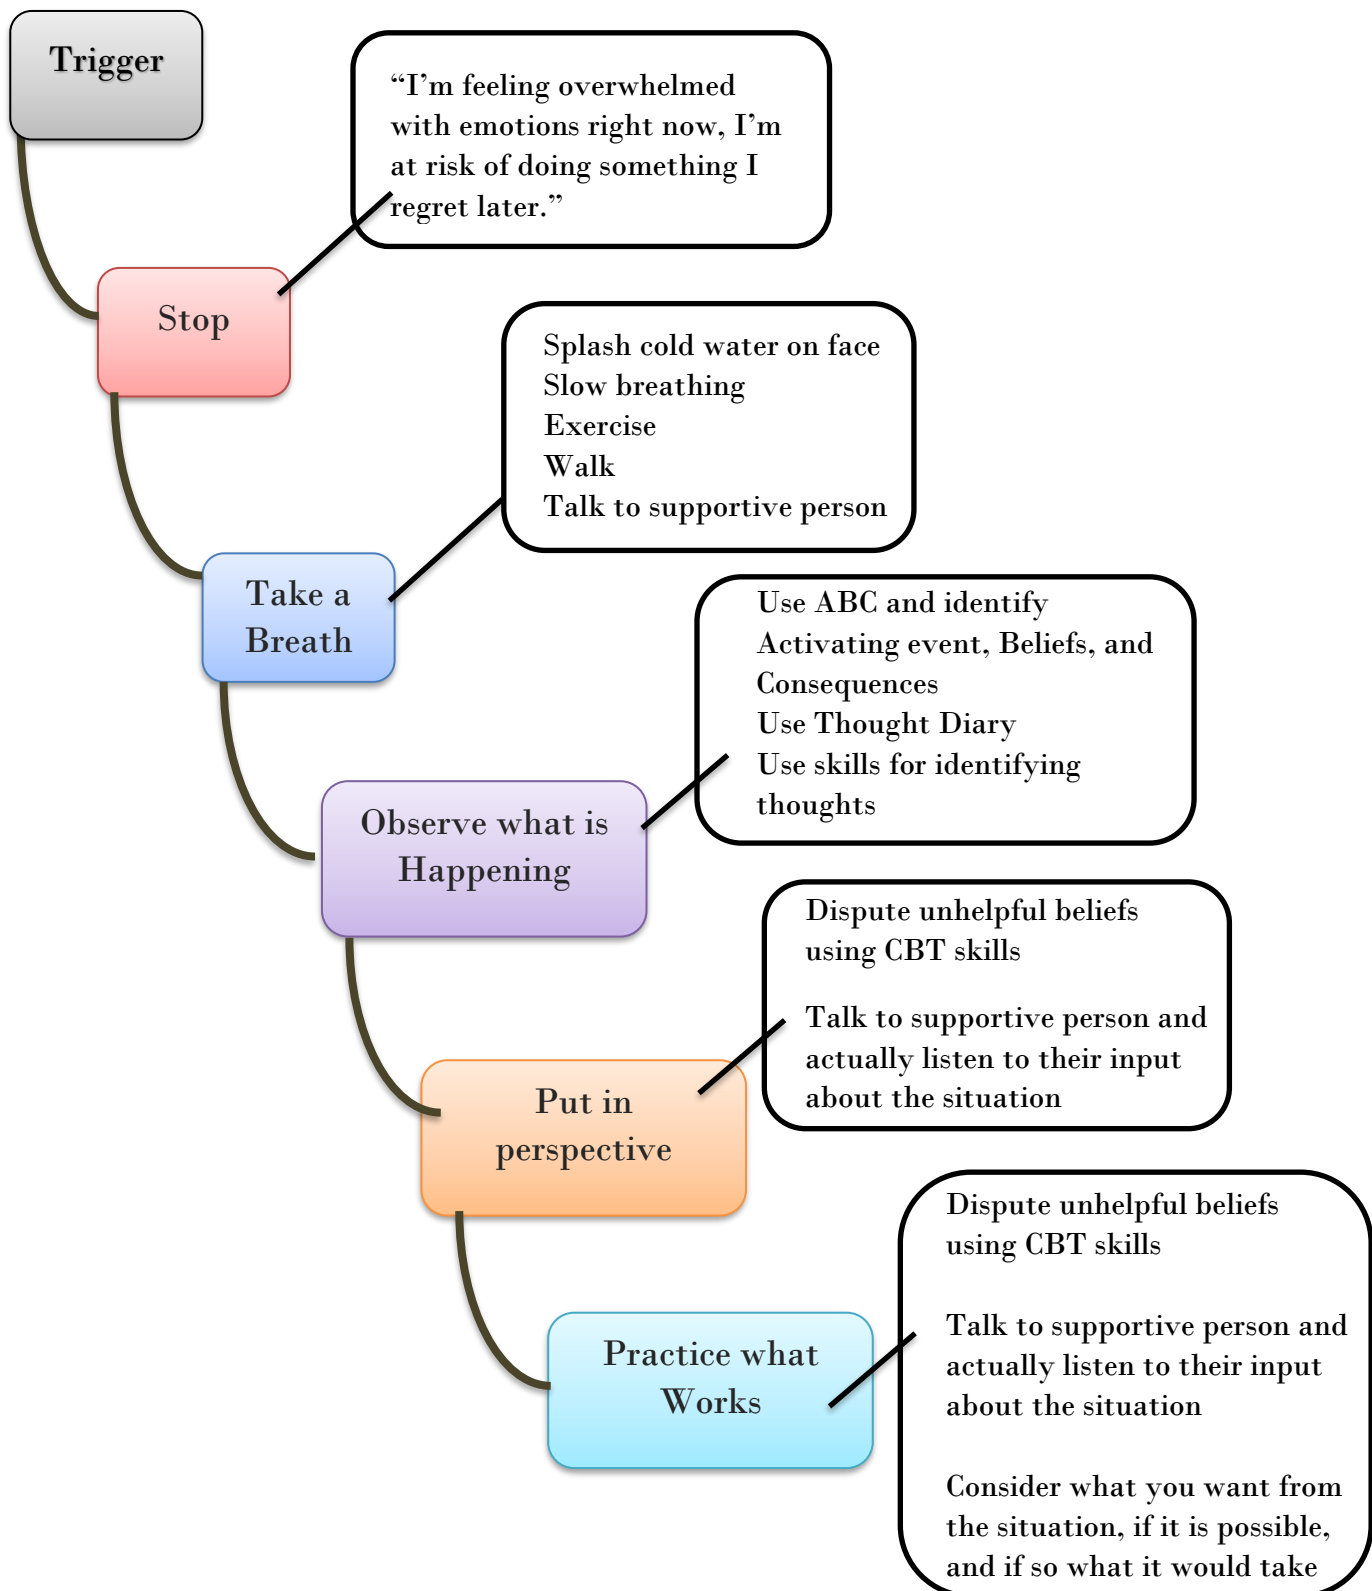 Trigger
“I’m feeling overwhelmed
with emotions right now, I’m
at risk of doing something I
regret later.”
Stop
Splash cold water on face
Slow breathing
Exercise
Walk
Talk to supportive person
Take a
Breath
Use ABC and identify
Activating event, Beliefs, and
Consequences
Use Thought Diary
Use skills for identifying
thoughts
Observe what is
Happening
Dispute unhelpful beliefs
using CBT skills
Talk to supportive person and
actually listen to their input
about the situation
Put in
perspective
Dispute unhelpful beliefs
using CBT skills
Talk to supportive person and
actually listen to their input
about the situation
Consider what you want from
the situation, if it is possible,
and if so what it would take
Practice what
Works